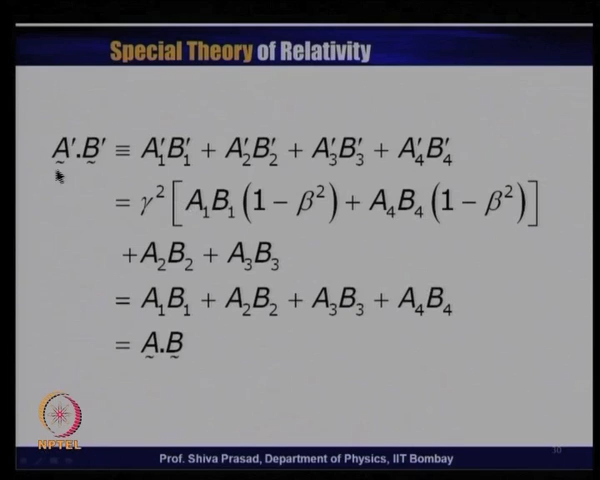 Special Theory of Relativity
A̰′.B̰′ ≡ A′₁B′₁ + A′₂B′₂ + A′₃B′₃ + A′₄B′₄
= γ² [ A₁B₁ (1 − β²) + A₄B₄ (1 − β²) ]
+A₂B₂ + A₃B₃
= A₁B₁ + A₂B₂ + A₃B₃ + A₄B₄
= A̰.B̰
NPTEL
Prof. Shiva Prasad, Department of Physics, IIT Bombay